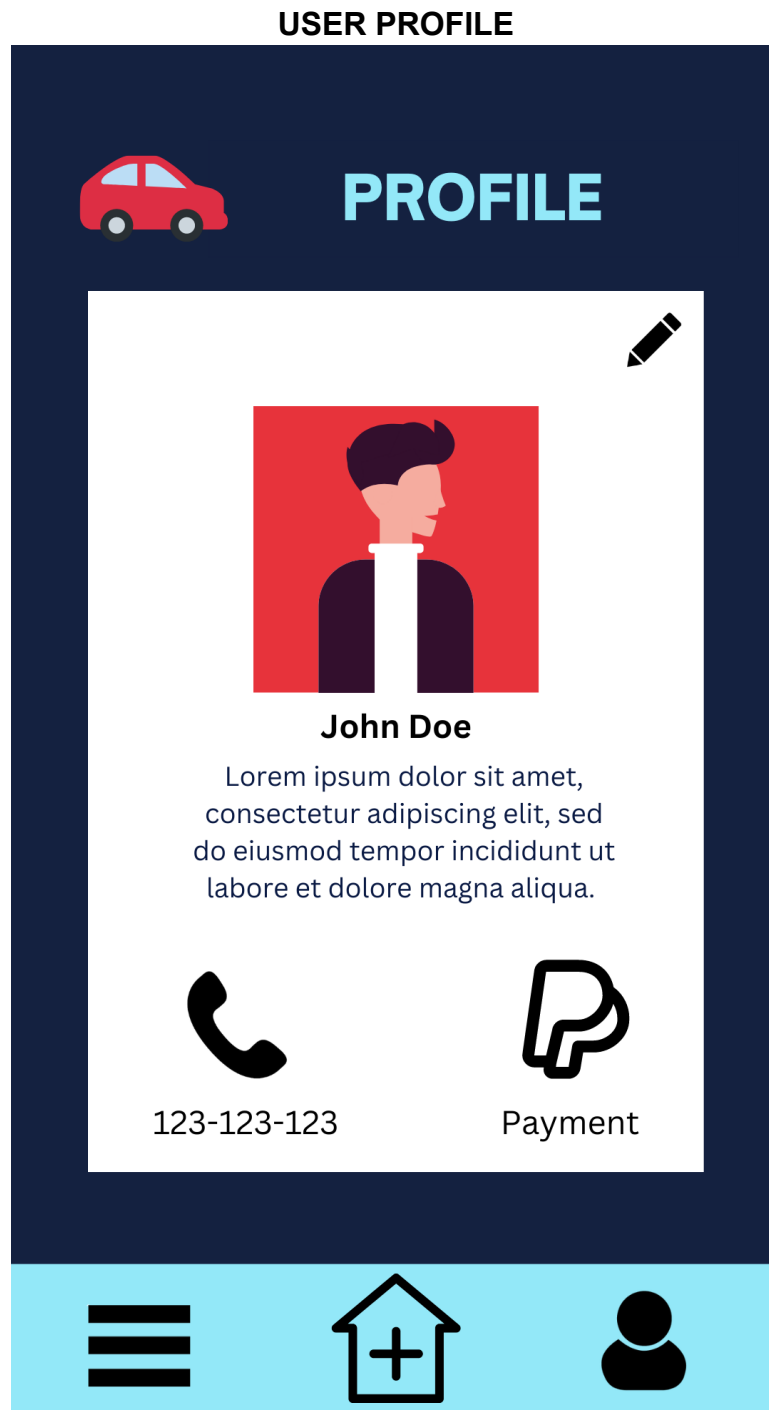 USER PROFILE
PROFILE
John Doe
Lorem ipsum dolor sit amet,
consectetur adipiscing elit, sed
do eiusmod tempor incididunt ut
labore et dolore magna aliqua.
123-123-123
Payment